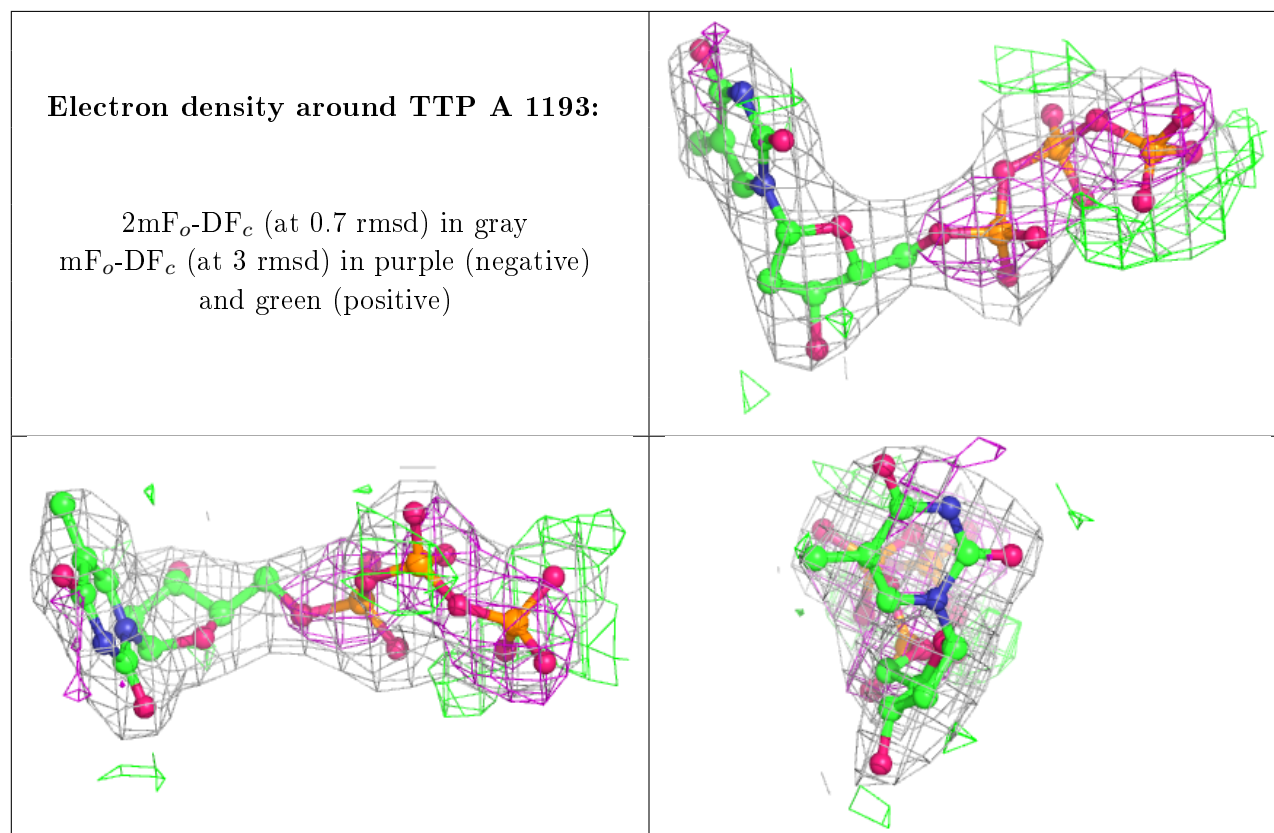 Electron density around TTP A 1193:
2mFo-DFc (at 0.7 rmsd) in gray
mFo-DFc (at 3 rmsd) in purple (negative)
and green (positive)